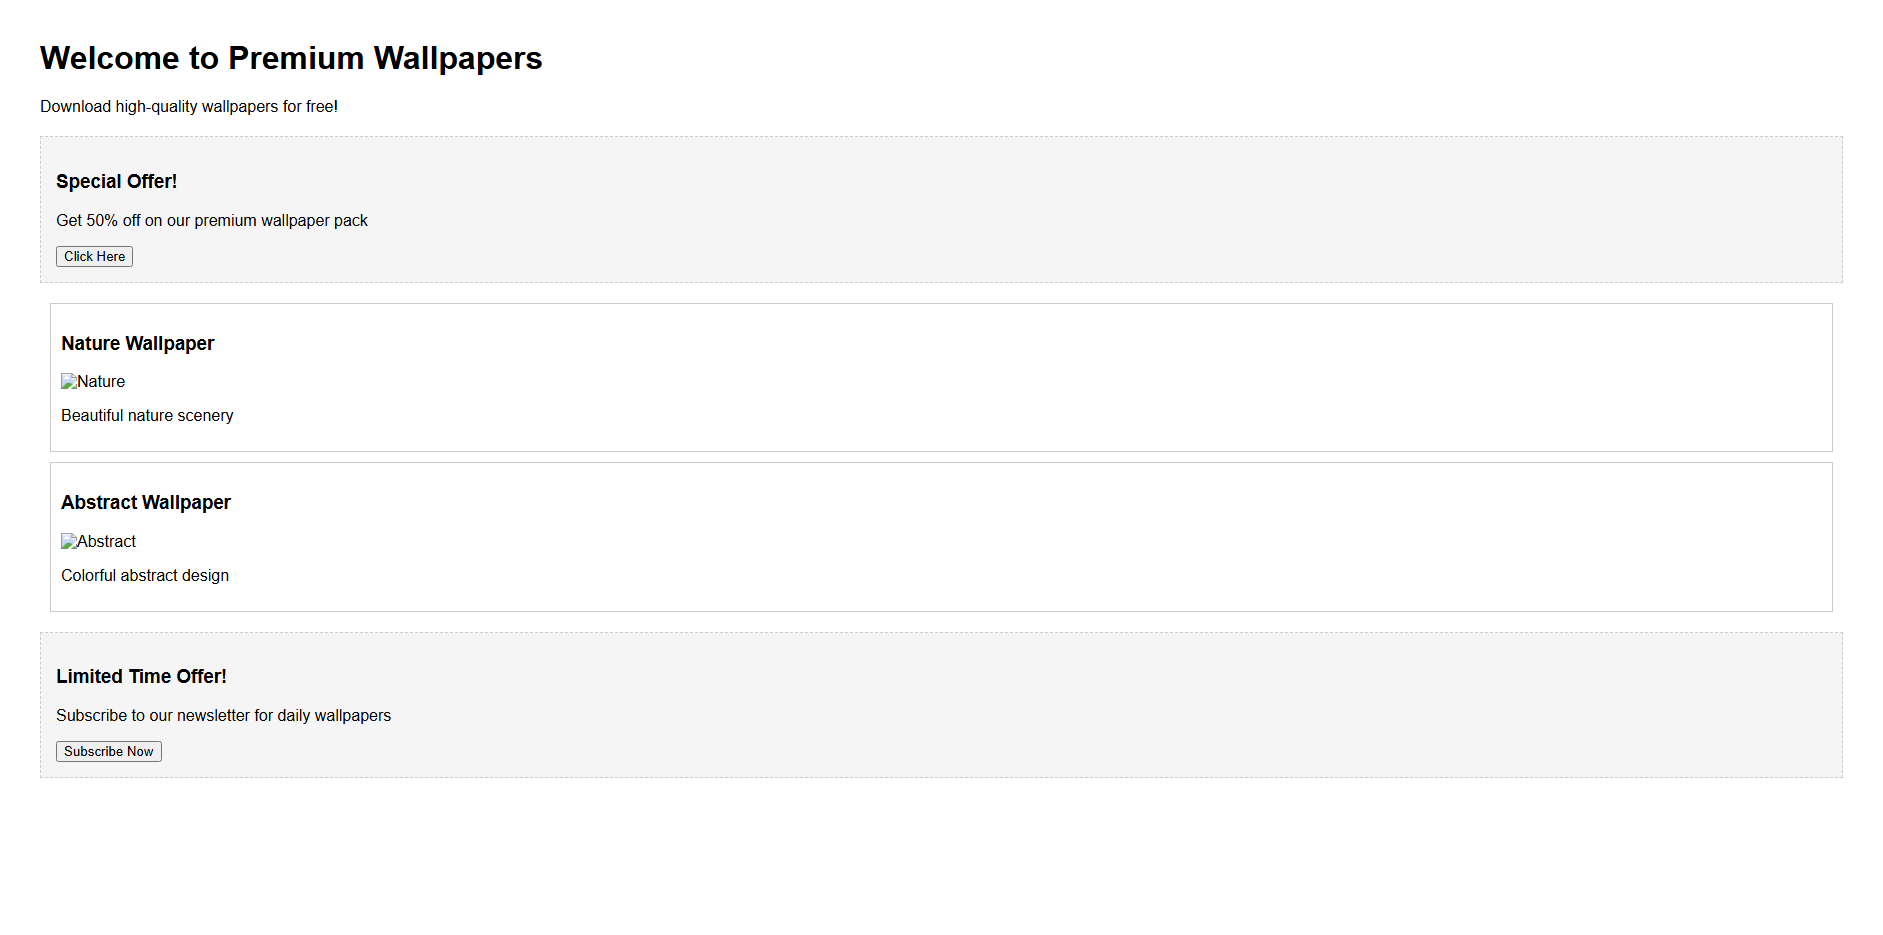 Welcome to Premium Wallpapers
Download high-quality wallpapers for free!
Special Offer!
Get 50% off on our premium wallpaper pack
Click Here
Nature Wallpaper
Nature
Beautiful nature scenery
Abstract Wallpaper
Abstract
Colorful abstract design
Limited Time Offer!
Subscribe to our newsletter for daily wallpapers
Subscribe Now